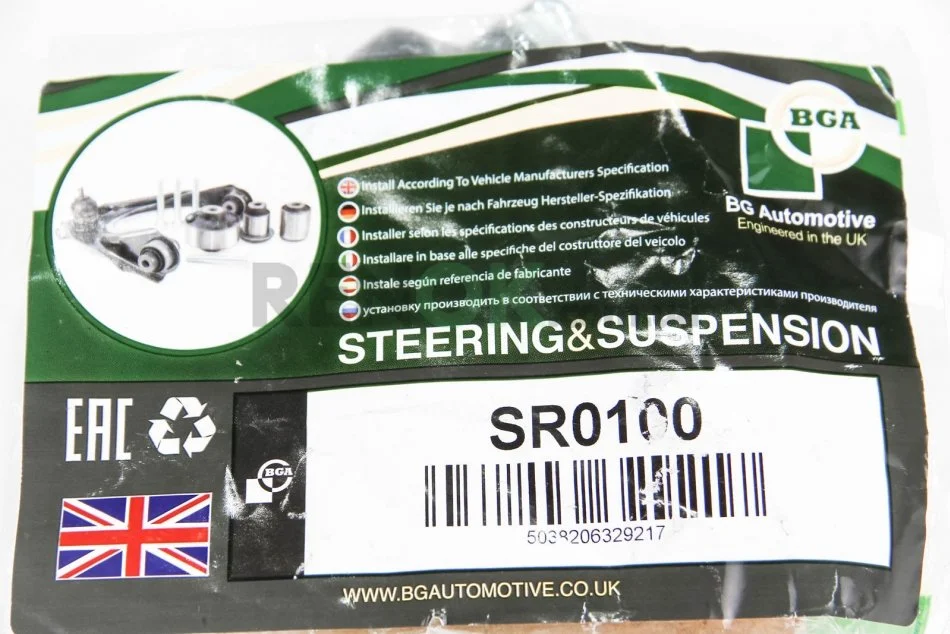 BGA
BG Automotive
Engineered in the UK
Install According To Vehicle Manufacturers Specification
Installieren Sie je nach Fahrzeug Hersteller-Spezifikation
Installer selon les spécifications des constructeurs de véhicules
Installare in base alle specifiche del costruttore del veicolo
Instale según referencia de fabricante
установку производить в соответствии с техническими характеристиками производителя
STEERING&SUSPENSION
EAC
SR0100
BGA
5038206329217
WWW.BGAUTOMOTIVE.CO.UK